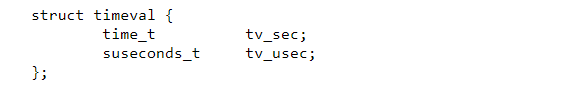 struct timeval {
        time_t          tv_sec;
        suseconds_t     tv_usec;
};